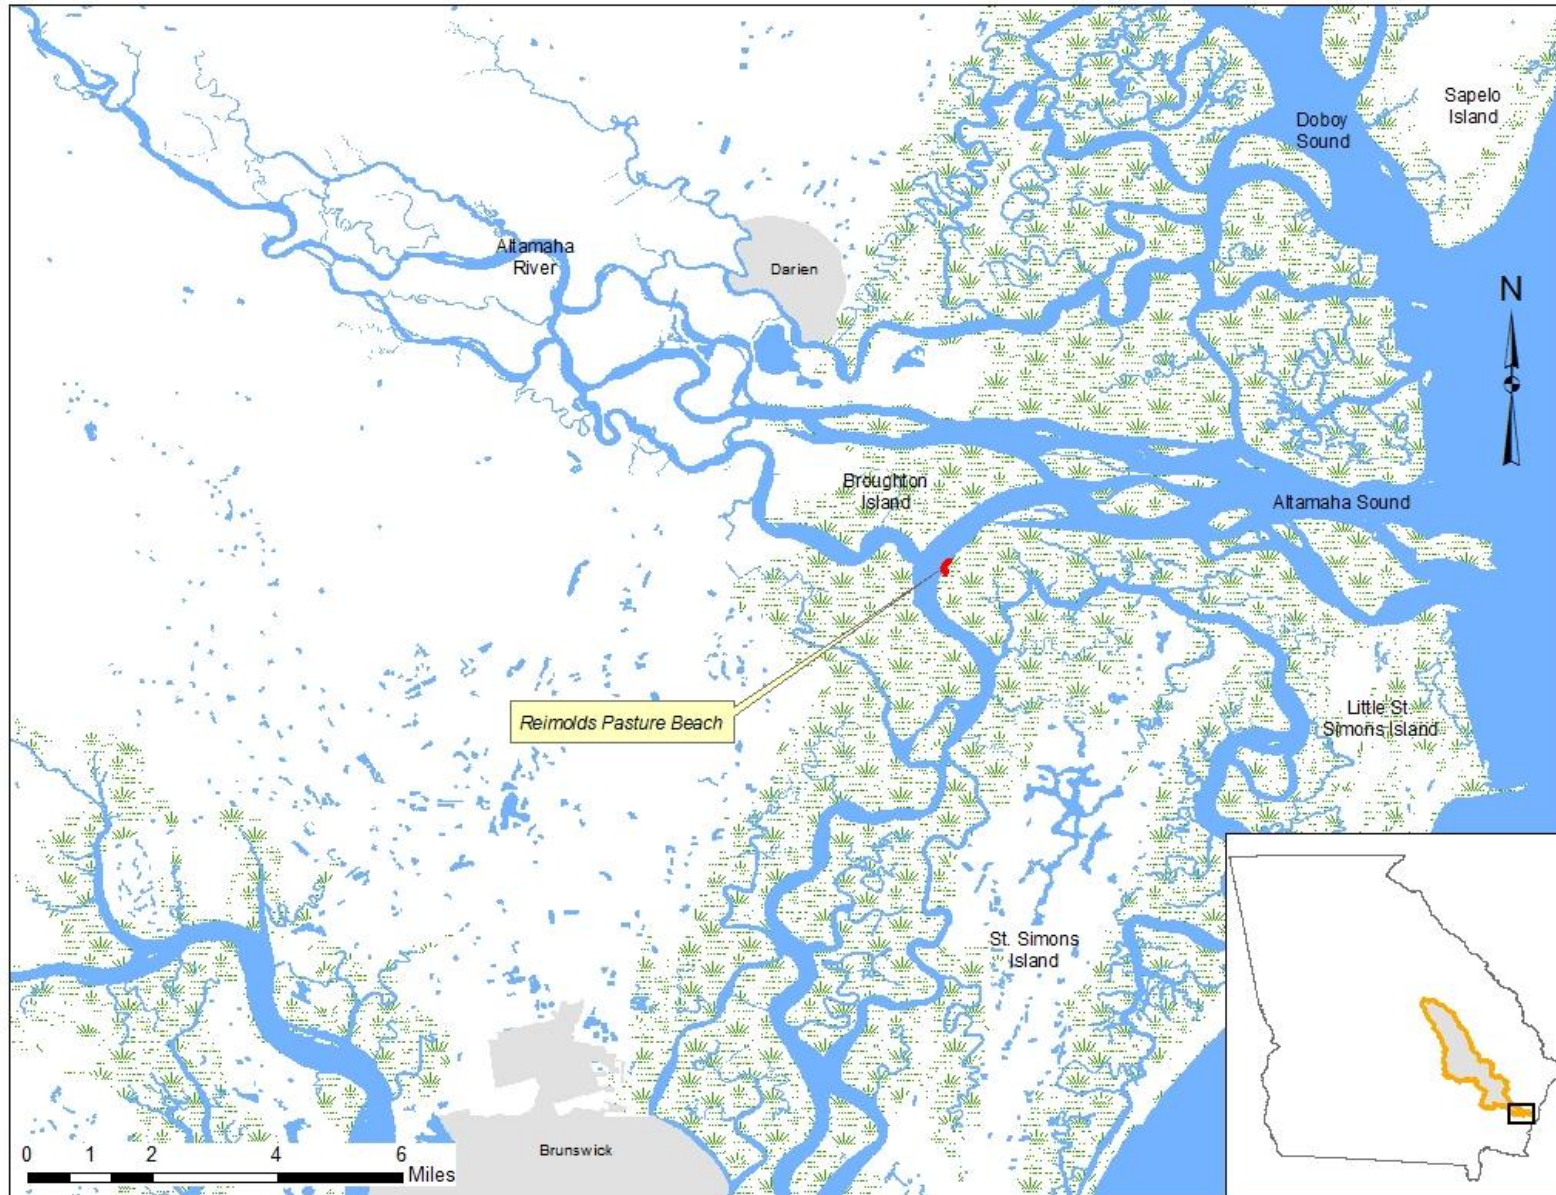 Sapelo
Island
Doboy
Sound
Altamaha
River
Darien
N
Broughton
Island
Altamaha Sound
Reimolds Pasture Beach
Little St.
Simons Island
St. Simons
Island
Brunswick
0 1 2 4 6
Miles